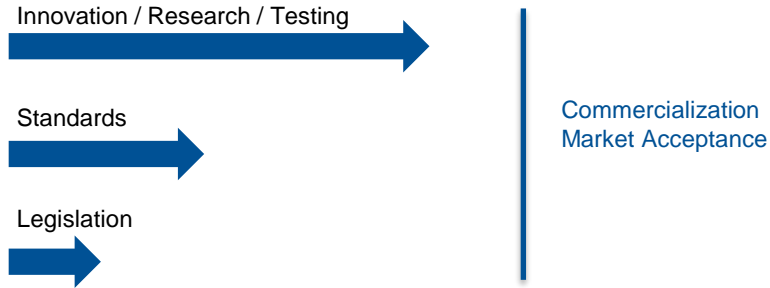 Innovation / Research / Testing
Standards
Commercialization
Market Acceptance
Legislation